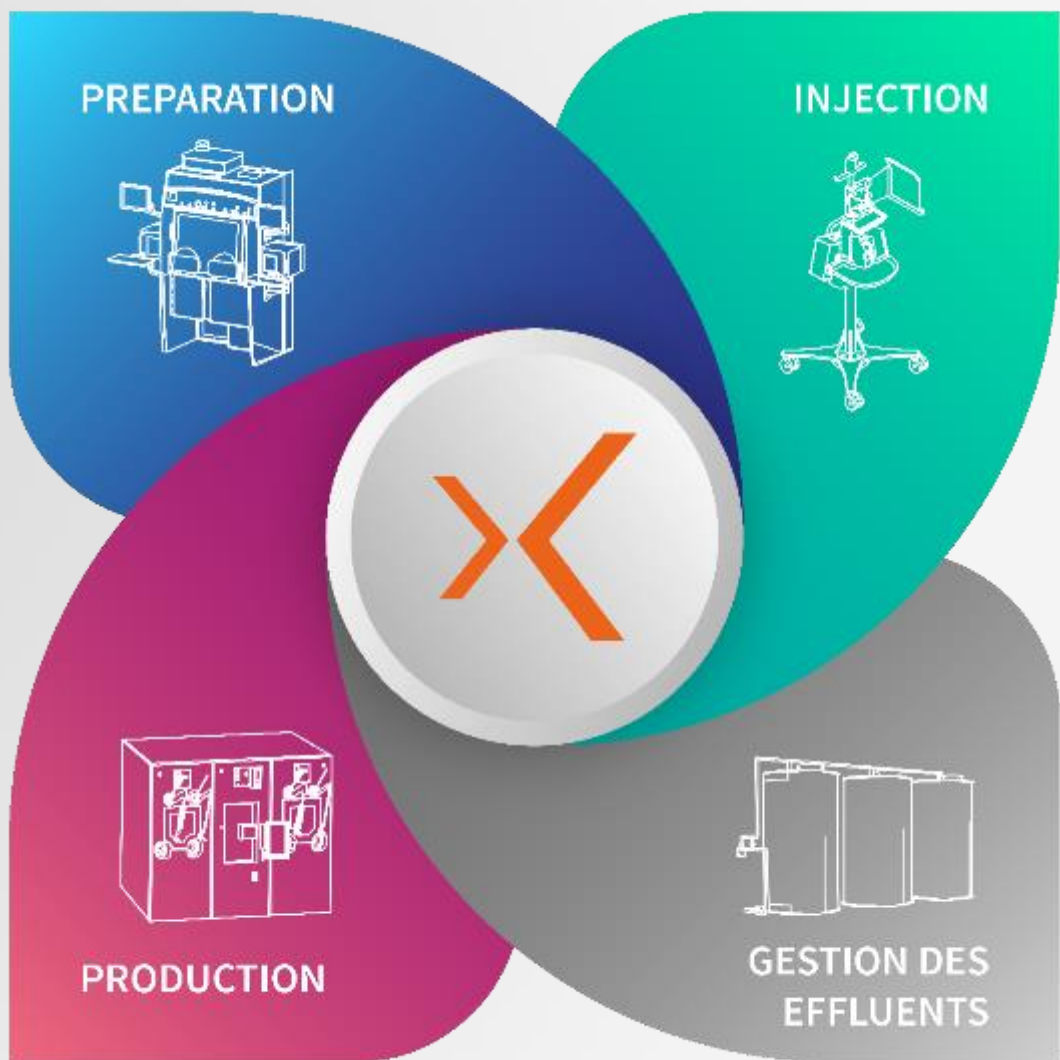 PREPARATION
INJECTION
PRODUCTION
GESTION DES
EFFLUENTS